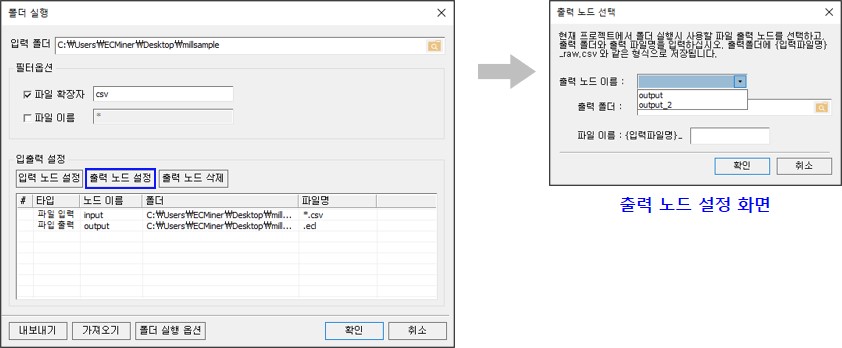 폴더 실행
입력 폴더 C:₩Users₩ECMiner₩Desktop₩millsample
필터옵션
파일 확장자 csv
파일 이름 *
입출력 설정
입력 노드 설정 출력 노드 설정 출력 노드 삭제
# 타입 노드 이름 폴더 파일명
파일 입력 input C:₩Users₩ECMiner₩Desktop₩mill... *.csv
파입 출력 output C:₩Users₩ECMiner₩Desktop₩mill... .ecl
내보내기 가져오기 폴더 실행 옵션 확인 취소
출력 노드 선택
현재 프로젝트에서 폴더 실행시 사용할 파일 출력 노드를 선택하고,
출력 폴더와 출력 파일명을 입력하십시오. 출력폴더에 {입력파일명}
_raw.csv 와 같은 형식으로 저장됩니다.
출력 노드 이름 :
output
output_2
출력 폴더 :
파일 이름 : {입력파일명}_
확인 취소
출력 노드 설정 화면